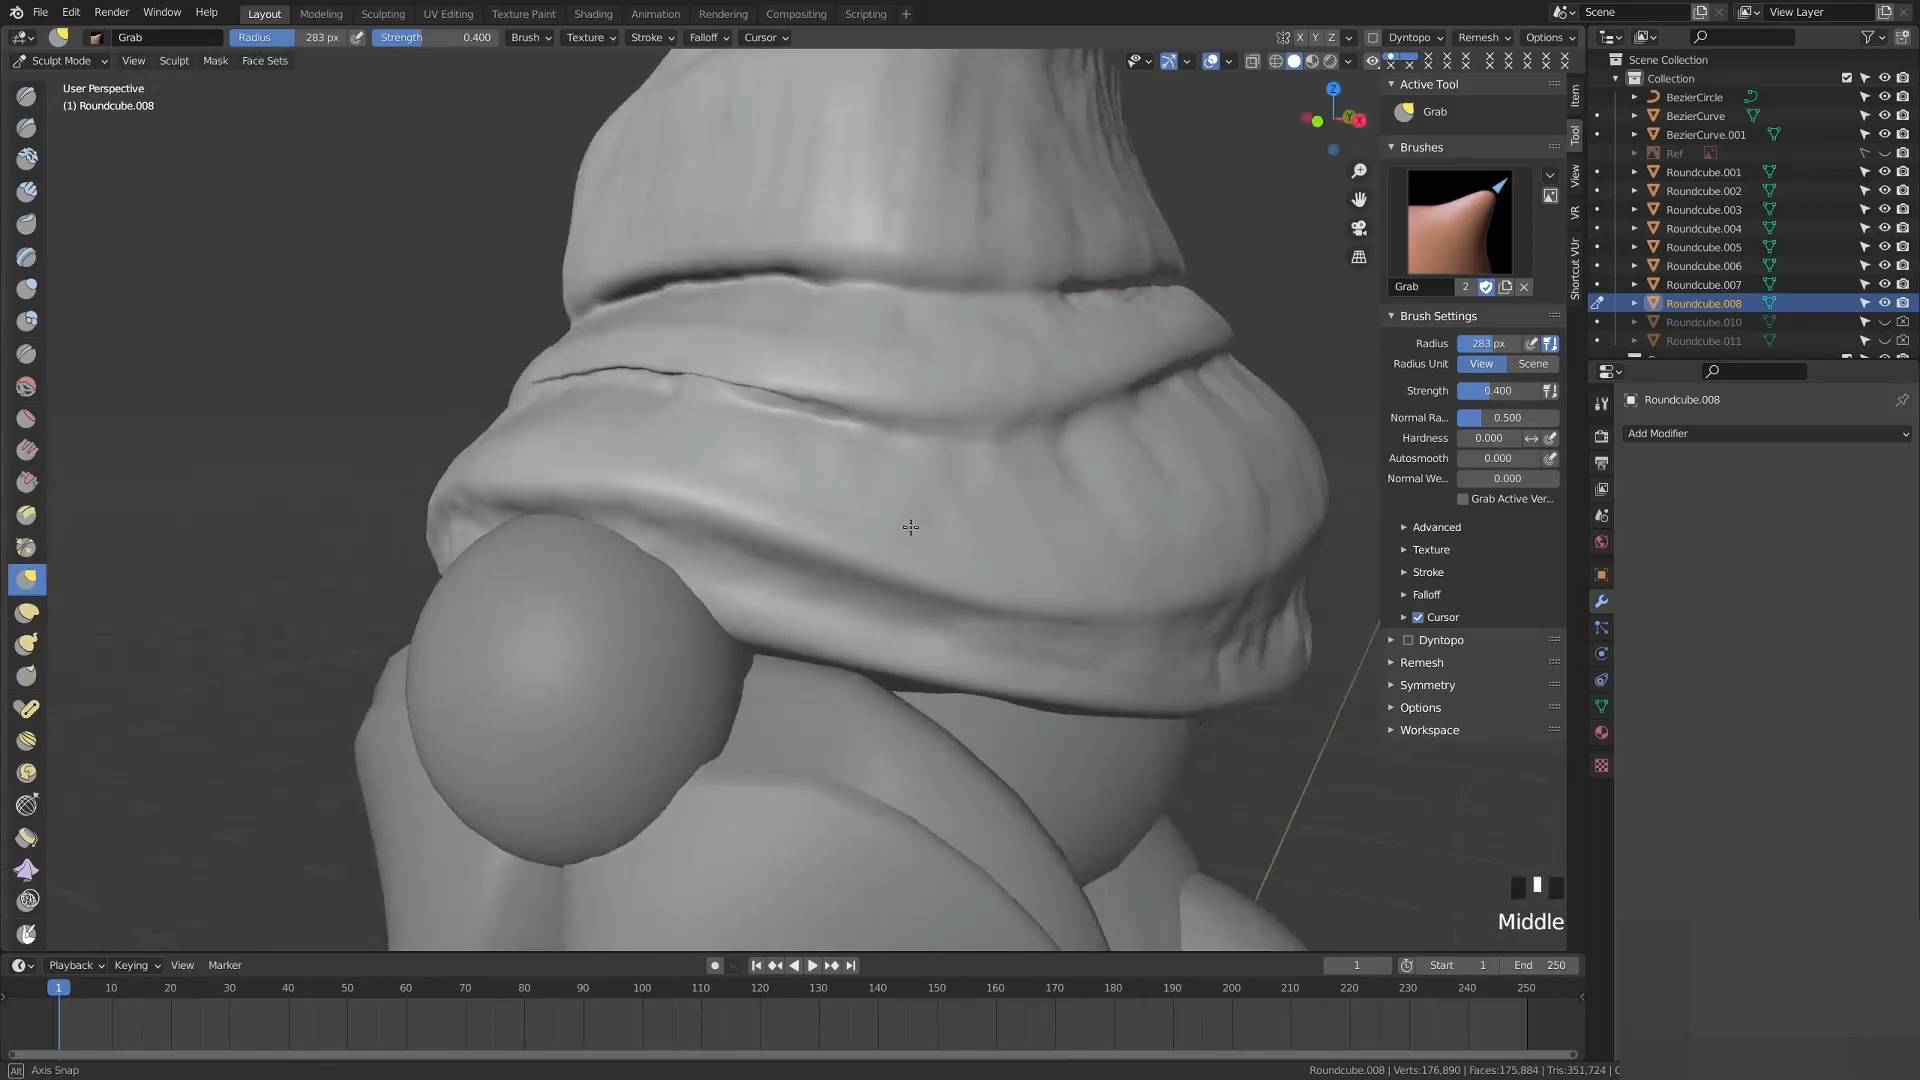 File Edit Render Window Help Layout Modeling Sculpting UV Editing Texture Paint Shading Animation Rendering Compositing Scripting + Scene View Layer
Grab Radius 283 px Strength 0.400 Brush Texture Stroke Falloff Cursor X Y Z Dyntopo Remesh Options
Sculpt Mode View Sculpt Mask Face Sets
User Perspective
(1) Roundcube.008
Z
Y
X
Item
Tool
View
VR
Shortcut VUr
Active Tool
Grab
Brushes
Grab 2
Brush Settings
Radius 283 px
Radius Unit View Scene
Strength 0.400
Normal Ra... 0.500
Hardness 0.000
Autosmooth 0.000
Normal We... 0.000
Grab Active Ver...
Advanced
Texture
Stroke
Falloff
Cursor
Dyntopo
Remesh
Symmetry
Options
Workspace
Middle
Scene Collection
Collection
BezierCircle
BezierCurve
BezierCurve.001
Ref
Roundcube.001
Roundcube.002
Roundcube.003
Roundcube.004
Roundcube.005
Roundcube.006
Roundcube.007
Roundcube.008
Roundcube.010
Roundcube.011
Roundcube.008
Add Modifier
Playback Keying View Marker 1 Start 1 End 250
1 10 20 30 40 50 60 70 80 90 100 110 120 130 140 150 160 170 180 190 200 210 220 230 240 250
Alt Axis Snap Roundcube.008 | Verts:176,890 | Faces:175,884 | Tris:351,724 |